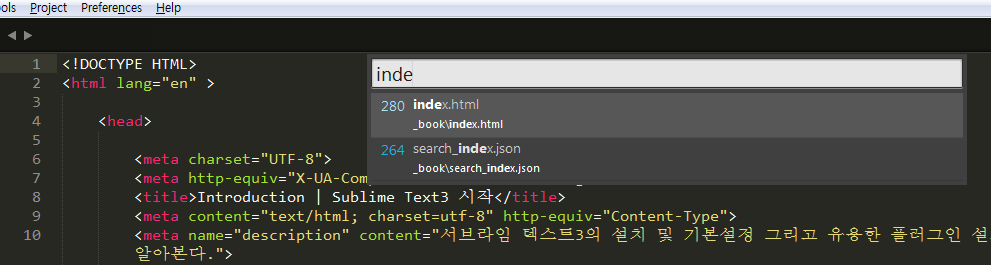 ols Project Preferences Help
inde
280 index.html
_book\index.html
264 search_index.json
_book\search_index.json
1 <!DOCTYPE HTML>
2 <html lang="en" >
3
4 <head>
5
6 <meta charset="UTF-8">
7 <meta http-equiv="X-UA-Comp
8 <title>Introduction | Sublime Text3 시작</title>
9 <meta content="text/html; charset=utf-8" http-equiv="Content-Type">
10 <meta name="description" content="서브라임 텍스트3의 설치 및 기본설정 그리고 유용한 플러그인 설
알아본다.">